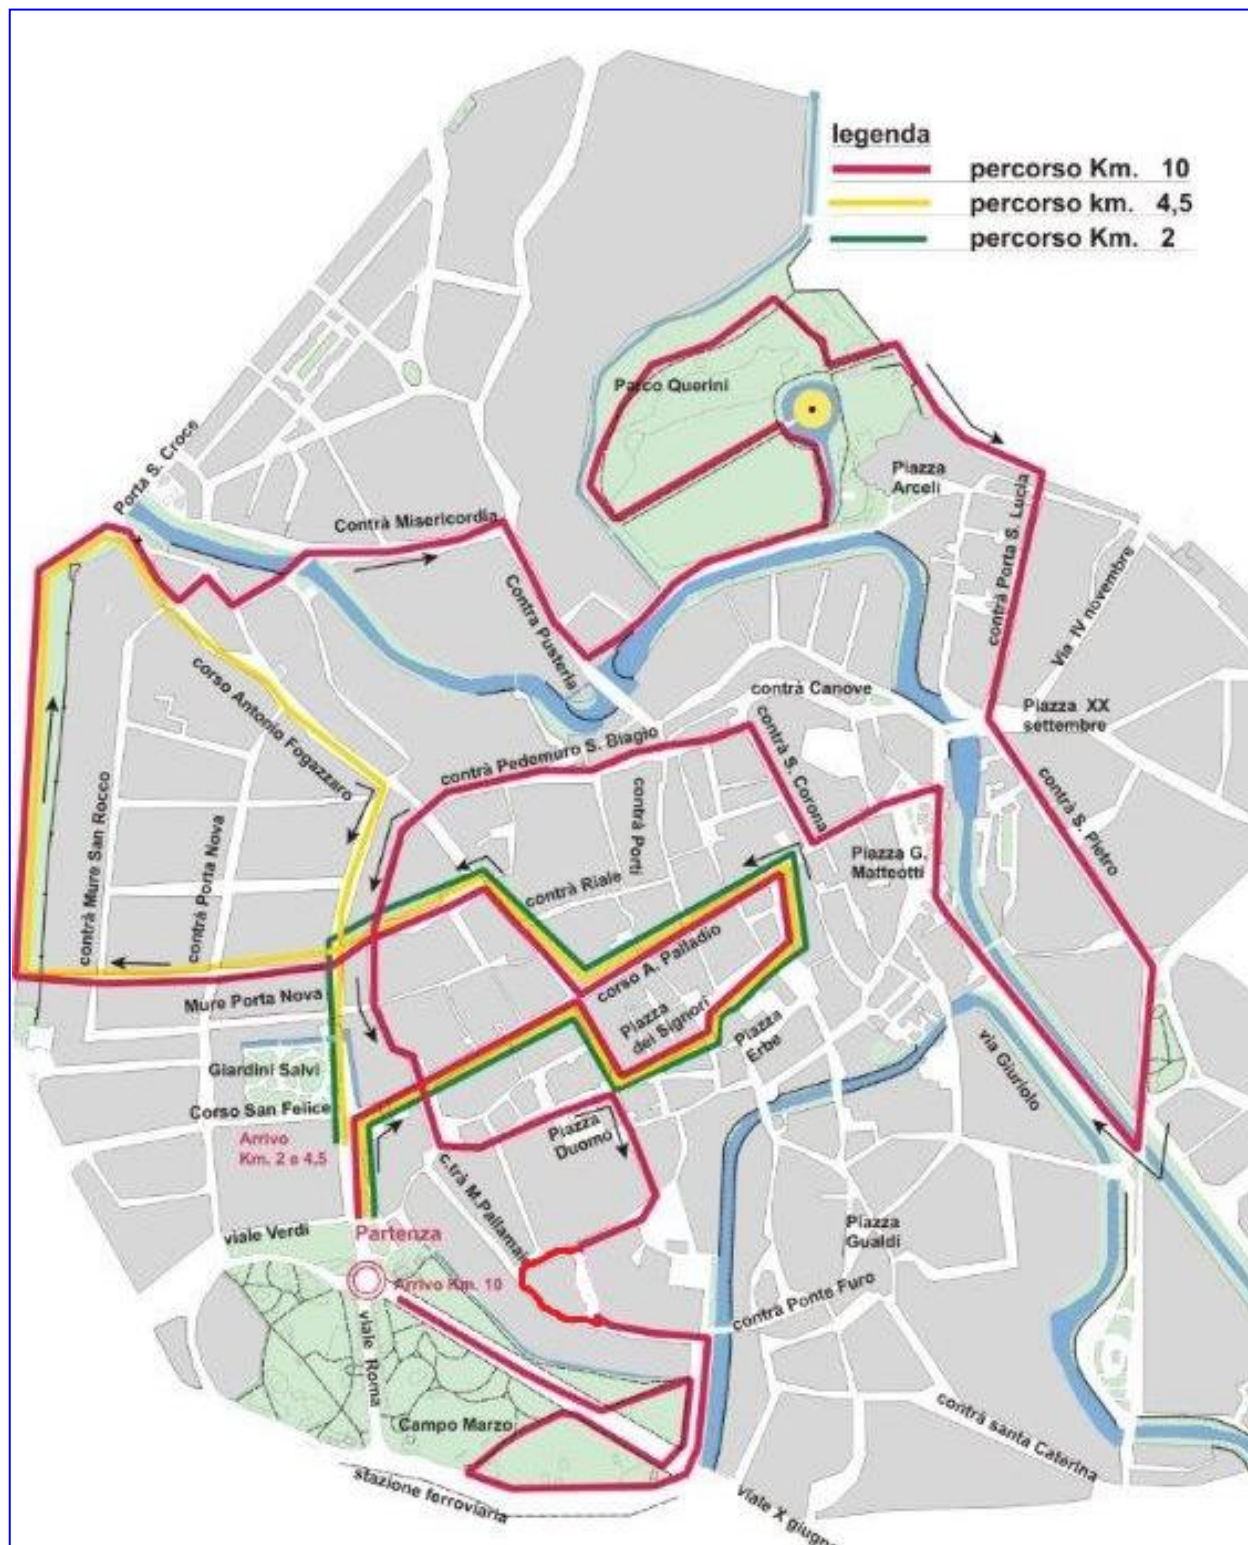 legenda
percorso Km. 10
percorso km. 4,5
percorso Km. 2
Parco Querini
Porta S. Croce
Piazza
Arceli
Contrà Misericordia
contrà Porta S. Lucia
Via IV novembre
Contra Pusteria
corso Antonio Fogazzaro
contrà Canove
Piazza XX
settembre
contrà Pedemuro S. Biagio
contrà S. Corona
contrà Porti
contrà S. Pietro
contrà Mure San Rocco
contrà Porta Nova
Piazza G.
Matteotti
contrà Riale
corso A. Palladio
Mure Porta Nova
Piazza
dei Signori
Piazza
Erbe
Giardini Salvi
via Giuriolo
Corso San Felice
Arrivo
Km. 2 e 4,5
Piazza
Duomo
c.trà M.Pallamaio
viale Verdi
Partenza
Piazza
Gualdi
Arrivo Km. 10
contrà Ponte Furo
viale Roma
Campo Marzo
contrà santa Caterina
stazione ferroviaria
viale X giugno